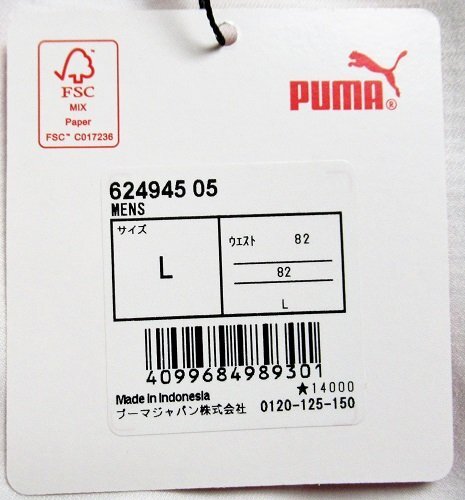 FSC
MIX
Paper
FSC™ C017236
PUMA®
624945 05
MENS
サイズ
L
ウエスト 82
82
L
4099684989301
★14000
Made in Indonesia
プーマジャパン株式会社 0120-125-150